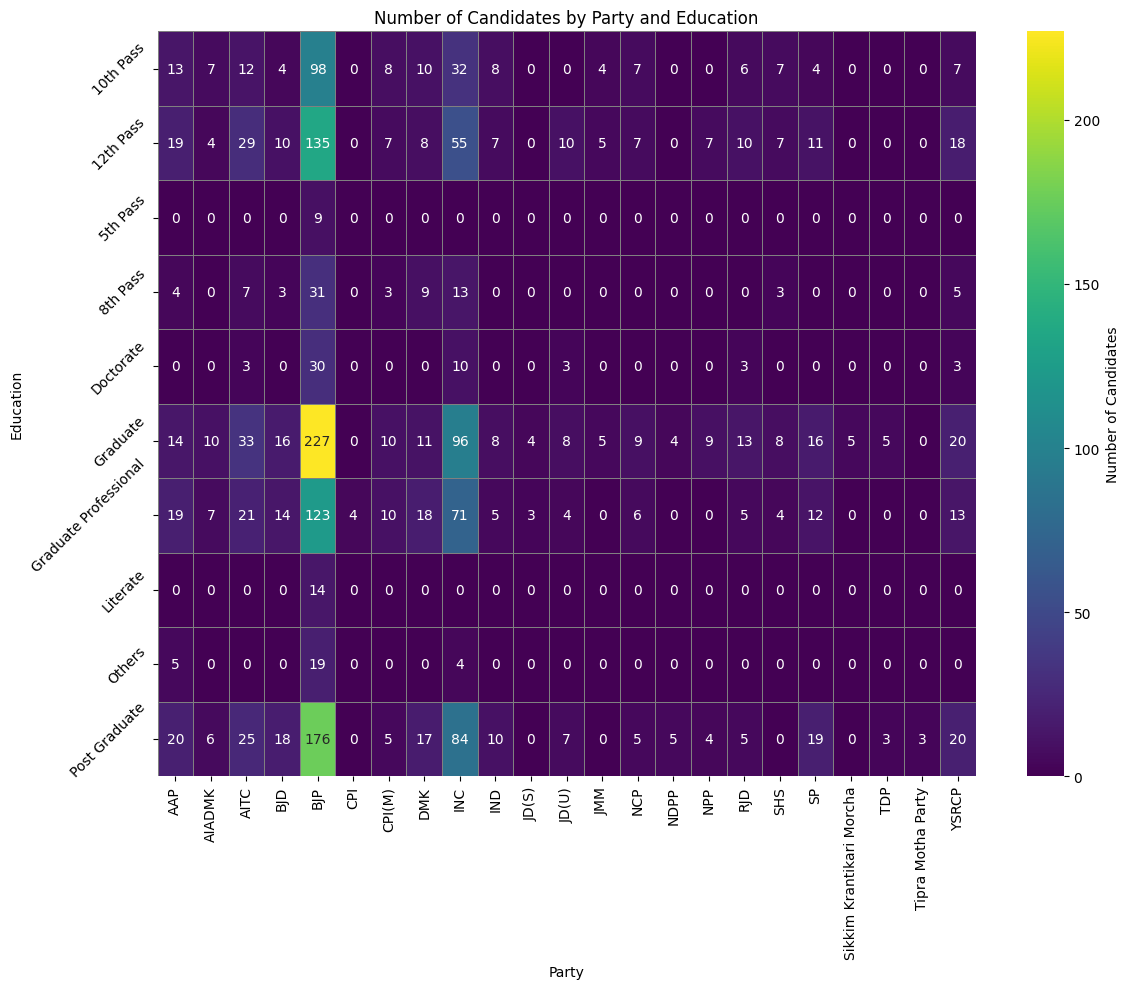 Number of Candidates by Party and Education
10th Pass 13 7 12 4 98 0 8 10 32 8 0 0 4 7 0 0 6 7 4 0 0 0 7
12th Pass 19 4 29 10 135 0 7 8 55 7 0 10 5 7 0 7 10 7 11 0 0 0 18
5th Pass 0 0 0 0 9 0 0 0 0 0 0 0 0 0 0 0 0 0 0 0 0 0 0
8th Pass 4 0 7 3 31 0 3 9 13 0 0 0 0 0 0 0 0 3 0 0 0 0 5
Doctorate 0 0 3 0 30 0 0 0 10 0 0 3 0 0 0 0 3 0 0 0 0 0 3
Graduate 14 10 33 16 227 0 10 11 96 8 4 8 5 9 4 9 13 8 16 5 5 0 20
Graduate Professional 19 7 21 14 123 4 10 18 71 5 3 4 0 6 0 0 5 4 12 0 0 0 13
Literate 0 0 0 0 14 0 0 0 0 0 0 0 0 0 0 0 0 0 0 0 0 0 0
Others 5 0 0 0 19 0 0 0 4 0 0 0 0 0 0 0 0 0 0 0 0 0 0
Post Graduate 20 6 25 18 176 0 5 17 84 10 0 7 0 5 5 4 5 0 19 0 3 3 20
AAP AIADMK AITC BJD BJP CPI CPI(M) DMK INC IND JD(S) JD(U) JMM NCP NDPP NPP RJD SHS SP Sikkim Krantikari Morcha TDP Tipra Motha Party YSRCP
Party
Education
200
150
100
50
0
Number of Candidates